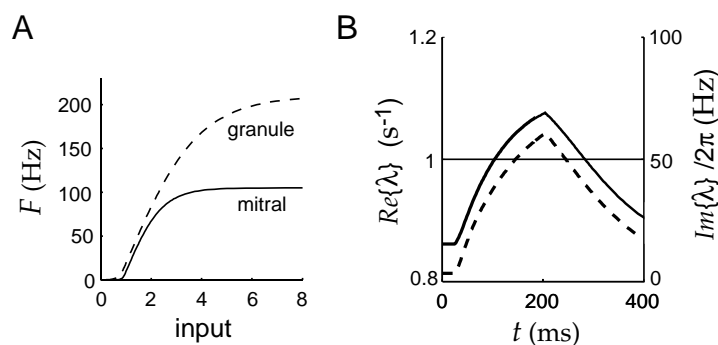 A
F (Hz)
200
150
100
50
0
granule
mitral
0 2 4 6 8
input
B
Re{λ} (s⁻¹)
1.2
1
0.8
100
50
0
Im{λ} /2π (Hz)
0 200 400
t (ms)